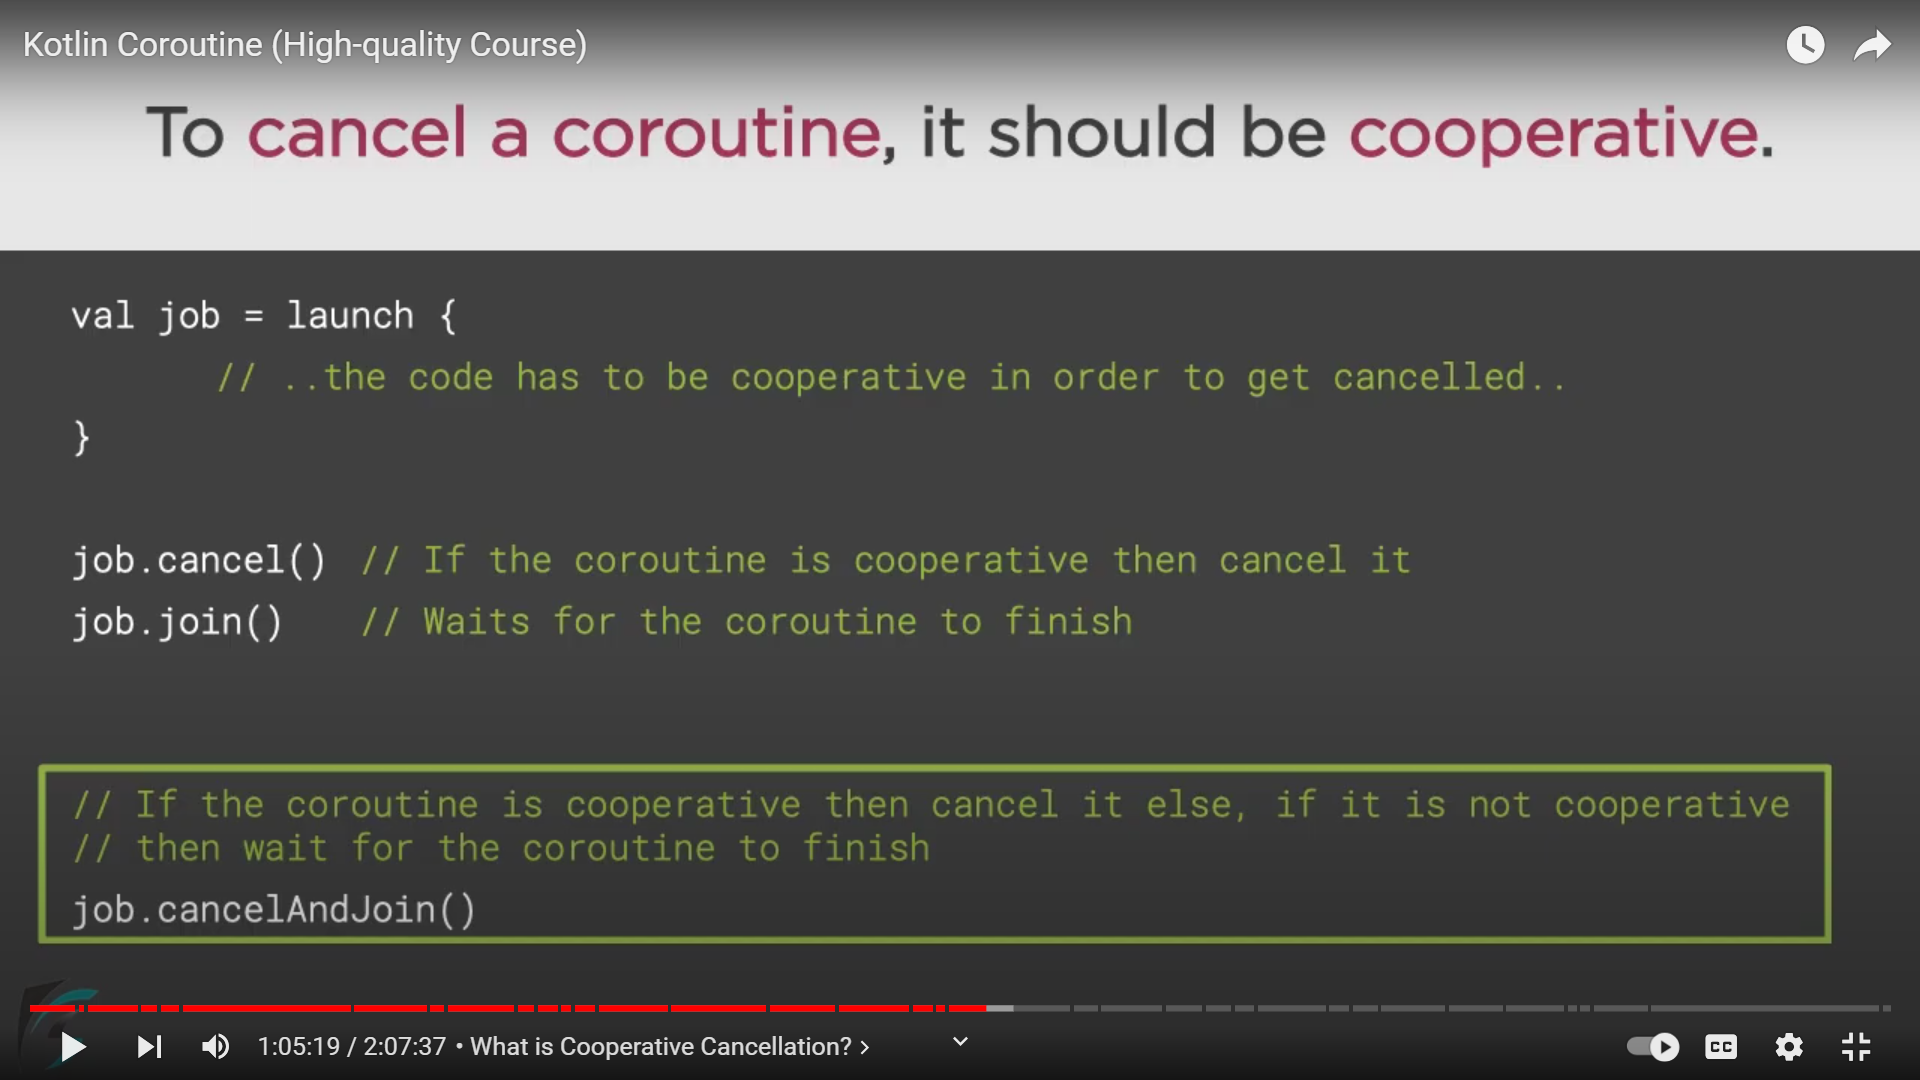 Kotlin Coroutine (High-quality Course)
To cancel a coroutine, it should be cooperative.
val job = launch {
// ..the code has to be cooperative in order to get cancelled..
}
job.cancel() // If the coroutine is cooperative then cancel it
job.join() // Waits for the coroutine to finish
// If the coroutine is cooperative then cancel it else, if it is not cooperative
// then wait for the coroutine to finish
job.cancelAndJoin()
1:05:19 / 2:07:37 • What is Cooperative Cancellation? >
CC